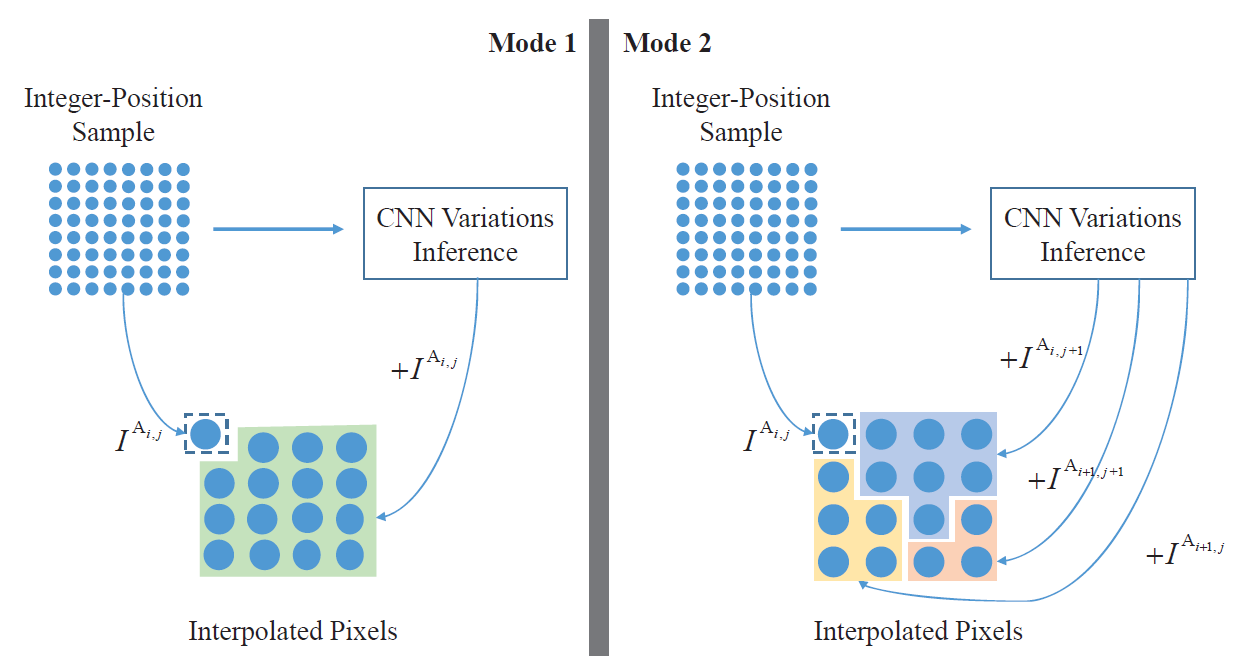 Mode 1
Integer-Position
Sample
CNN Variations
Inference
+I^{A_{i,j}}
I^{A_{i,j}}
Interpolated Pixels
Mode 2
Integer-Position
Sample
CNN Variations
Inference
+I^{A_{i,j+1}}
I^{A_{i,j}}
+I^{A_{i+1,j+1}}
+I^{A_{i+1,j}}
Interpolated Pixels